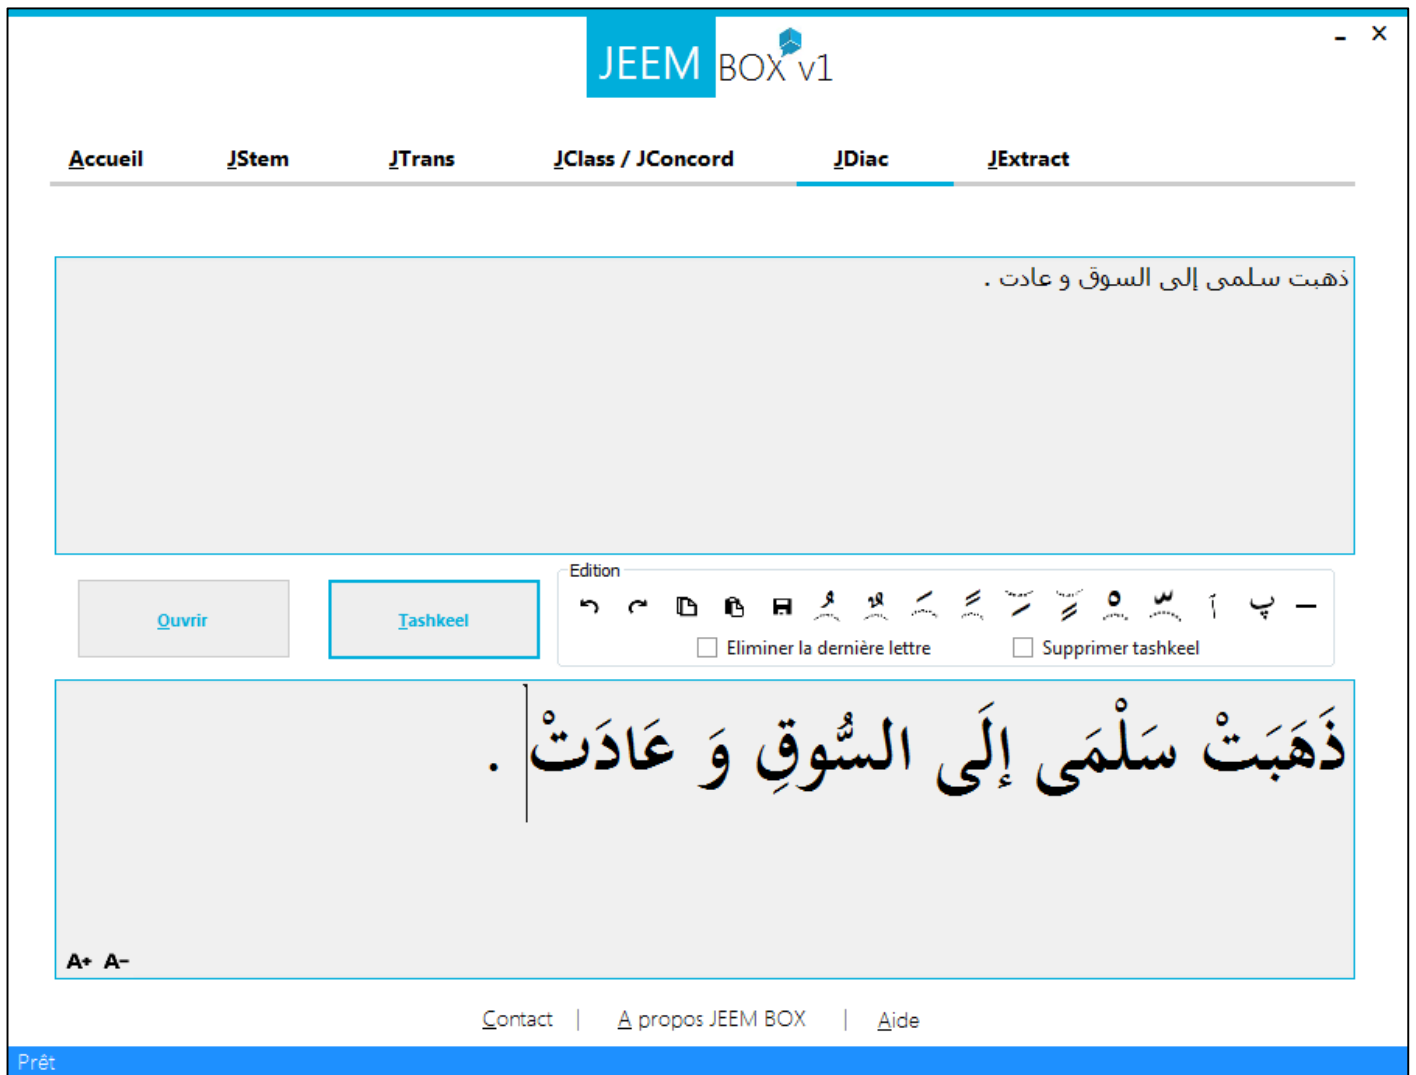 JEEM BOX v1
Accueil JStem JTrans JClass / JConcord JDiac JExtract
ذهبت سلمى إلى السوق و عادت .
Edition
Ouvrir Tashkeel
Eliminer la dernière lettre Supprimer tashkeel
ذَهَبَتْ سَلْمَى إلَى السُّوقِ وَ عَادَتْ .
A+ A-
Contact | A propos JEEM BOX | Aide
Prêt